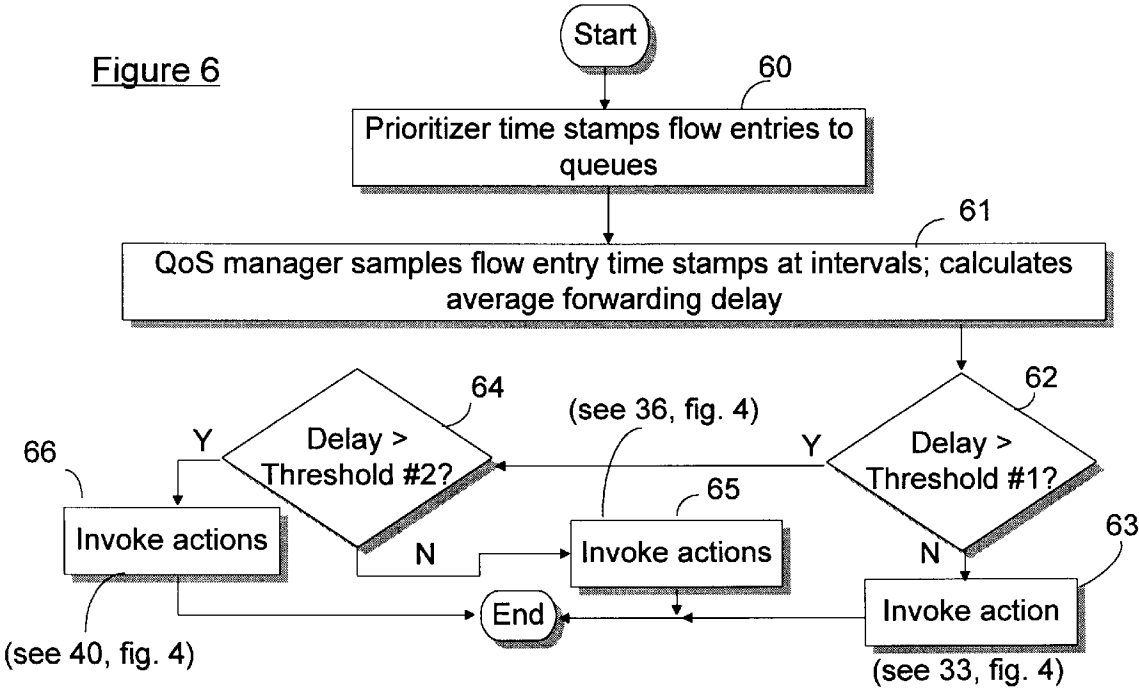 Start
Figure 6
60
Prioritizer time stamps flow entries to
queues
61
QoS manager samples flow entry time stamps at intervals; calculates
average forwarding delay
64
62
(see 36, fig. 4)
Y
Delay >
Threshold #2?
Y
Delay >
Threshold #1?
66
65
63
Invoke actions
N
Invoke actions
N
End
Invoke action
(see 40, fig. 4)
(see 33, fig. 4)